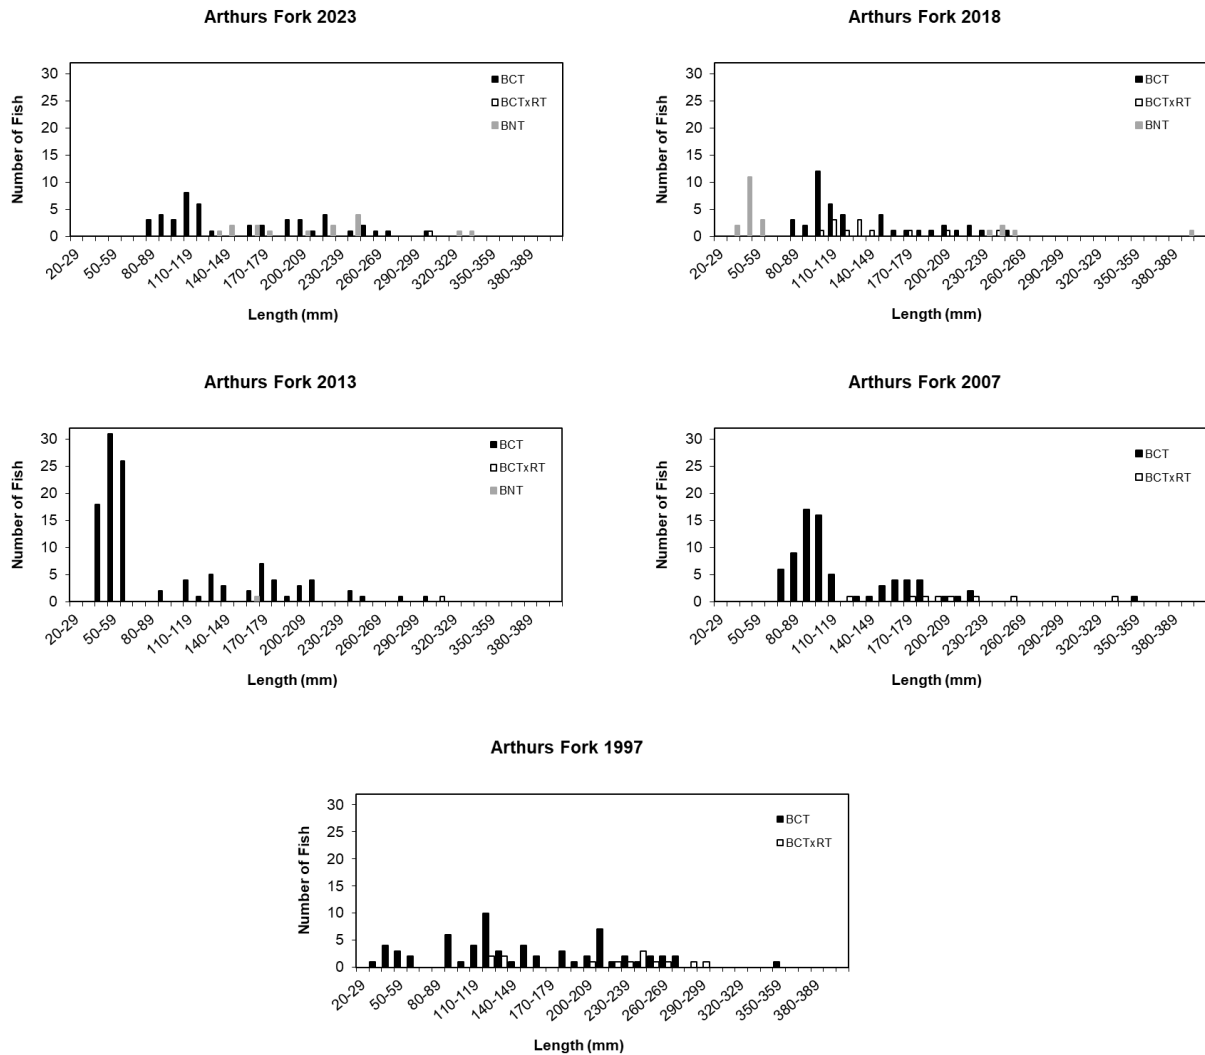 Arthurs Fork 2023
Number of Fish
30
25
20
15
10
5
0
BCT
BCTxRT
BNT
20-29 50-59 80-89 110-119 140-149 170-179 200-209 230-239 260-269 290-299 320-329 350-359 380-389
Length (mm)
Arthurs Fork 2018
Number of Fish
30
25
20
15
10
5
0
BCT
BCTxRT
BNT
20-29 50-59 80-89 110-119 140-149 170-179 200-209 230-239 260-269 290-299 320-329 350-359 380-389
Length (mm)
Arthurs Fork 2013
Number of Fish
30
25
20
15
10
5
0
BCT
BCTxRT
BNT
20-29 50-59 80-89 110-119 140-149 170-179 200-209 230-239 260-269 290-299 320-329 350-359 380-389
Length (mm)
Arthurs Fork 2007
Number of Fish
30
25
20
15
10
5
0
BCT
BCTxRT
20-29 50-59 80-89 110-119 140-149 170-179 200-209 230-239 260-269 290-299 320-329 350-359 380-389
Length (mm)
Arthurs Fork 1997
Number of Fish
30
25
20
15
10
5
0
BCT
BCTxRT
20-29 50-59 80-89 110-119 140-149 170-179 200-209 230-239 260-269 290-299 320-329 350-359 380-389
Length (mm)